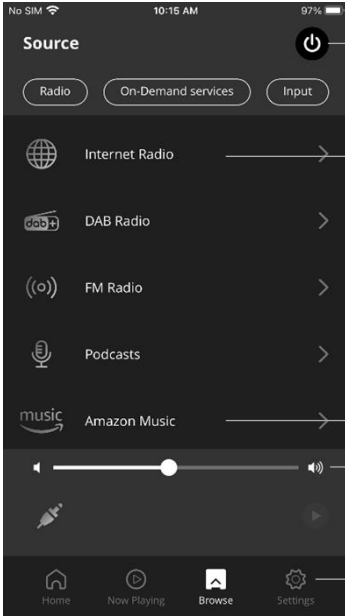 No SIM 10:15 AM 97%
Source
Radio On-Demand services Input
Internet Radio
dab+ DAB Radio
FM Radio
Podcasts
music Amazon Music
Home Now Playing Browse Settings